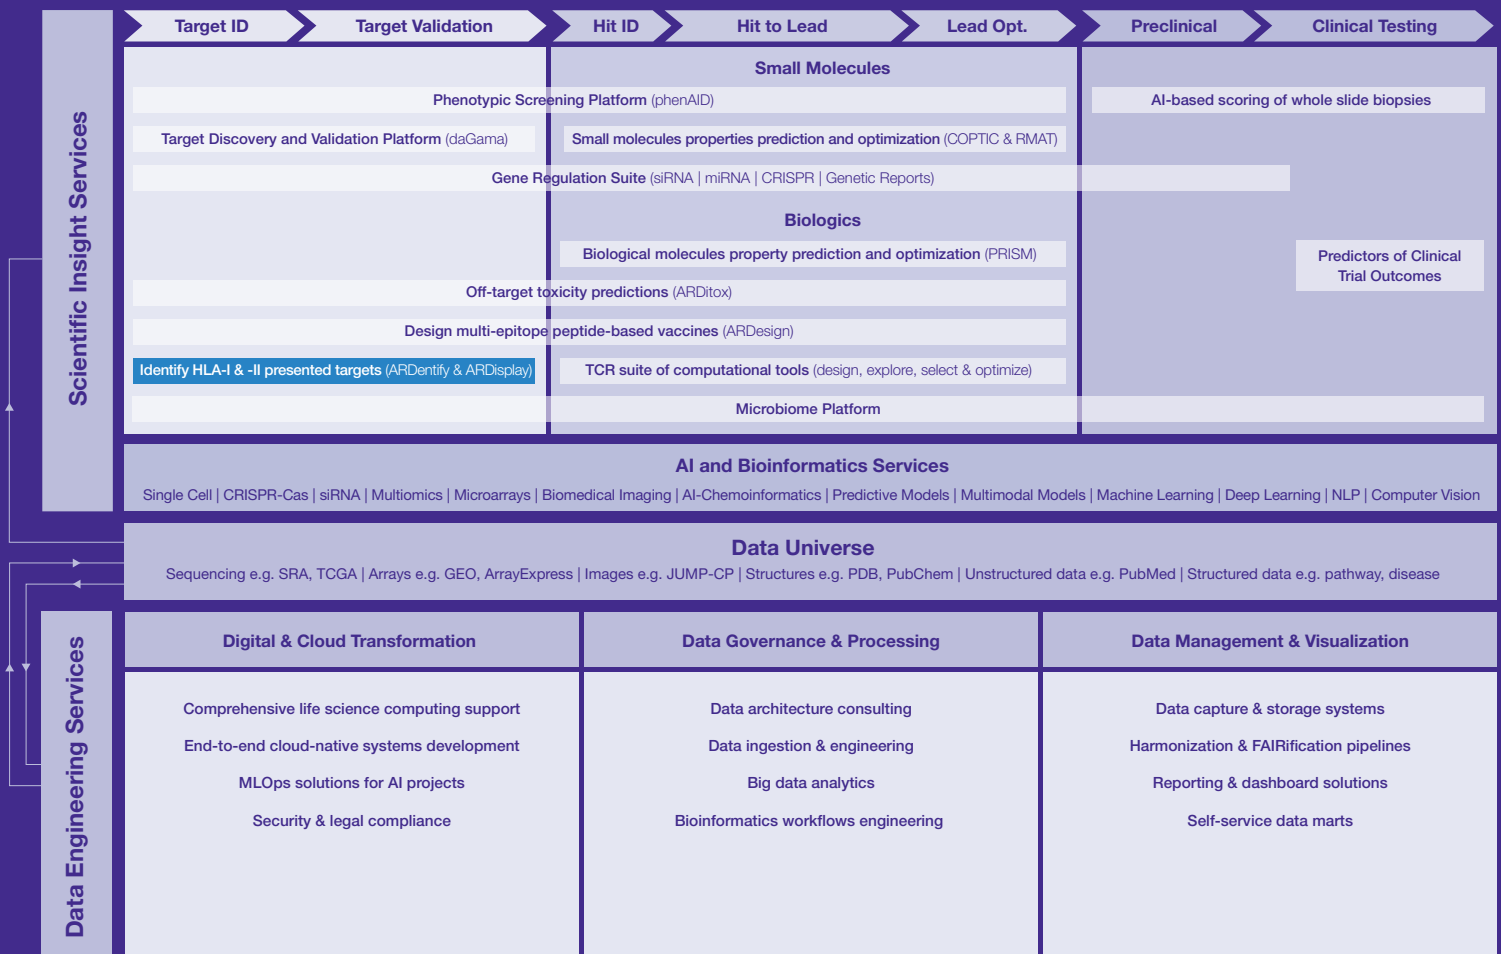 Target ID
Target Validation
Hit ID
Hit to Lead
Lead Opt.
Preclinical
Clinical Testing
Scientific Insight Services
Small Molecules
Phenotypic Screening Platform (phenAID)
AI-based scoring of whole slide biopsies
Target Discovery and Validation Platform (daGama)
Small molecules properties prediction and optimization (COPTIC & RMAT)
Gene Regulation Suite (siRNA | miRNA | CRISPR | Genetic Reports)
Biologics
Biological molecules property prediction and optimization (PRISM)
Predictors of Clinical
Trial Outcomes
Off-target toxicity predictions (ARDitox)
Design multi-epitope peptide-based vaccines (ARDesign)
Identify HLA-I & -II presented targets (ARDentify & ARDisplay)
TCR suite of computational tools (design, explore, select & optimize)
Microbiome Platform
AI and Bioinformatics Services
Single Cell | CRISPR-Cas | siRNA | Multiomics | Microarrays | Biomedical Imaging | AI-Chemoinformatics | Predictive Models | Multimodal Models | Machine Learning | Deep Learning | NLP | Computer Vision
Data Universe
Sequencing e.g. SRA, TCGA | Arrays e.g. GEO, ArrayExpress | Images e.g. JUMP-CP | Structures e.g. PDB, PubChem | Unstructured data e.g. PubMed | Structured data e.g. pathway, disease
Data Engineering Services
Digital & Cloud Transformation
Comprehensive life science computing support
End-to-end cloud-native systems development
MLOps solutions for AI projects
Security & legal compliance
Data Governance & Processing
Data architecture consulting
Data ingestion & engineering
Big data analytics
Bioinformatics workflows engineering
Data Management & Visualization
Data capture & storage systems
Harmonization & FAIRification pipelines
Reporting & dashboard solutions
Self-service data marts